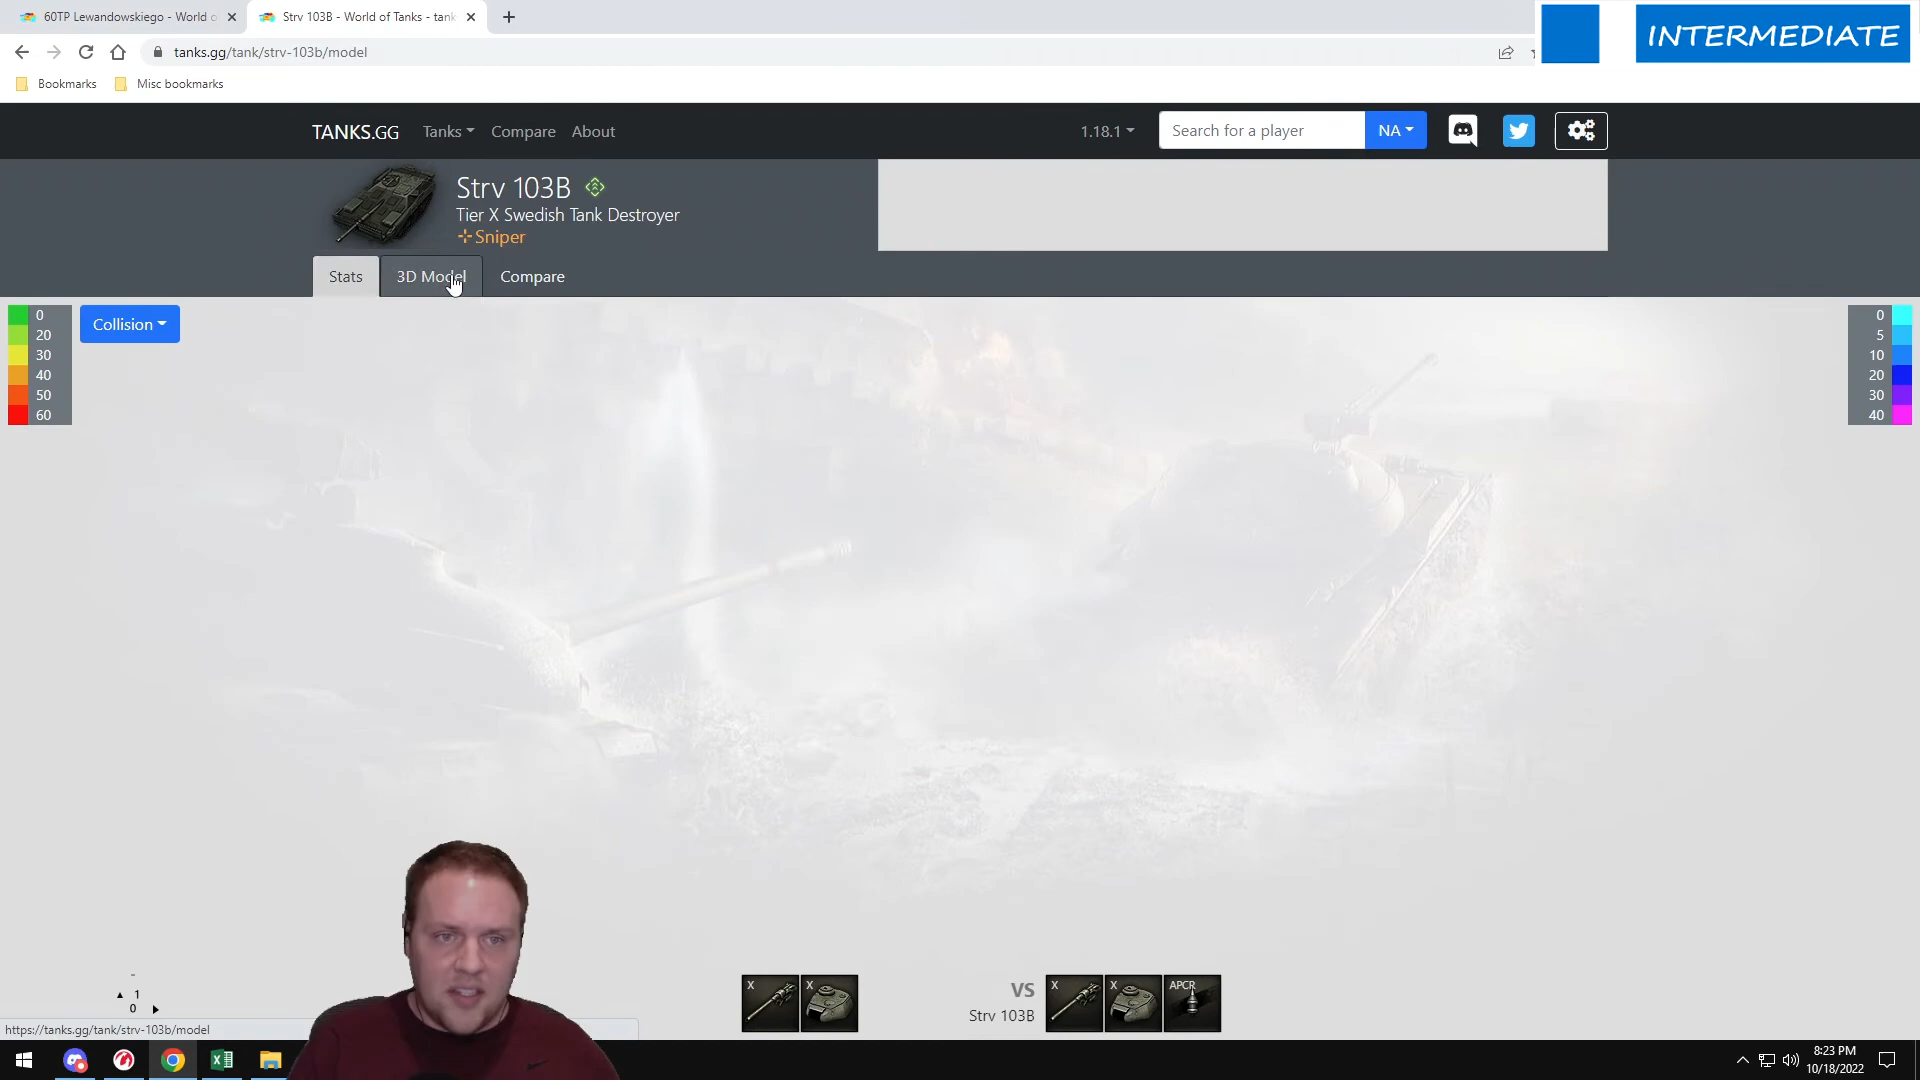 60TP Lewandowskiego - World o
Strv 103B - World of Tanks - tank
INTERMEDIATE
tanks.gg/tank/strv-103b/model
Bookmarks
Misc bookmarks
TANKS.GG
Tanks
Compare
About
1.18.1
Search for a player
NA
Strv 103B
Tier X Swedish Tank Destroyer
Sniper
Stats
3D Model
Compare
0
20
30
40
50
60
Collision
0
5
10
20
30
40
1
0
X
X
VS
Strv 103B
X
X
APCR
https://tanks.gg/tank/strv-103b/model
8:23 PM
10/18/2022